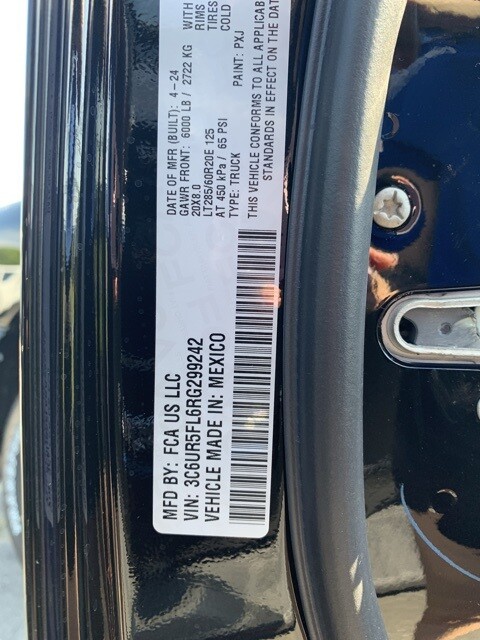 MFD BY: FCA US LLC
DATE OF MFR (BUILT): 4-24
GAWR FRONT: 6000 LB / 2722 KG WITH
20X8.0 RIMS
LT285/60R20E 125 TIRES
AT 450 kPa / 65 PSI COLD
VIN: 3C6UR5FL6RG299242
TYPE: TRUCK PAINT: PXJ
VEHICLE MADE IN: MEXICO
THIS VEHICLE CONFORMS TO ALL APPLICAB
STANDARDS IN EFFECT ON THE DAT